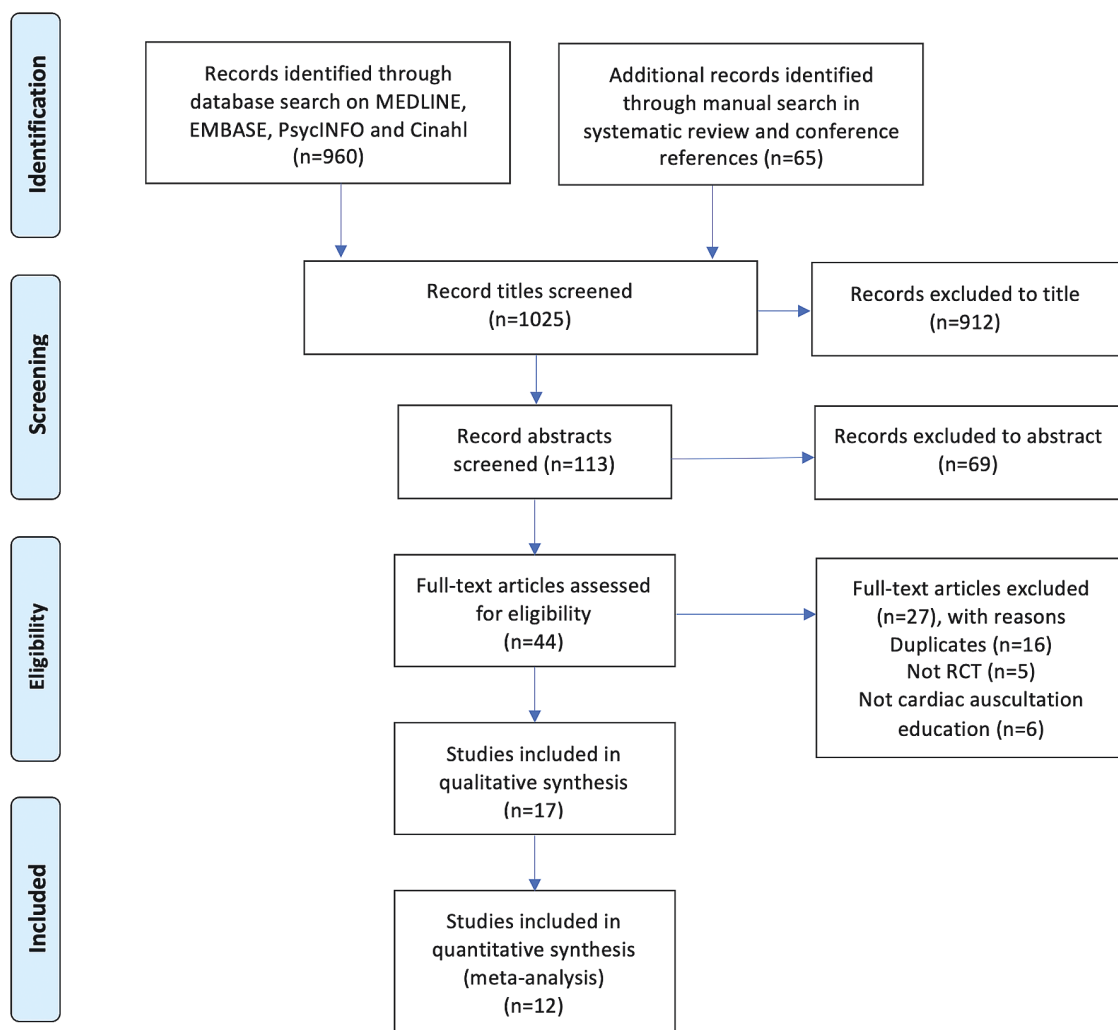 Identification
Records identified through
database search on MEDLINE,
EMBASE, PsycINFO and Cinahl
(n=960)
Additional records identified
through manual search in
systematic review and conference
references (n=65)
Screening
Record titles screened
(n=1025)
Records excluded to title
(n=912)
Record abstracts
screened (n=113)
Records excluded to abstract
(n=69)
Eligibility
Full-text articles assessed
for eligibility
(n=44)
Full-text articles excluded
(n=27), with reasons
Duplicates (n=16)
Not RCT (n=5)
Not cardiac auscultation
education (n=6)
Studies included in
qualitative synthesis
(n=17)
Included
Studies included in
quantitative synthesis
(meta-analysis)
(n=12)